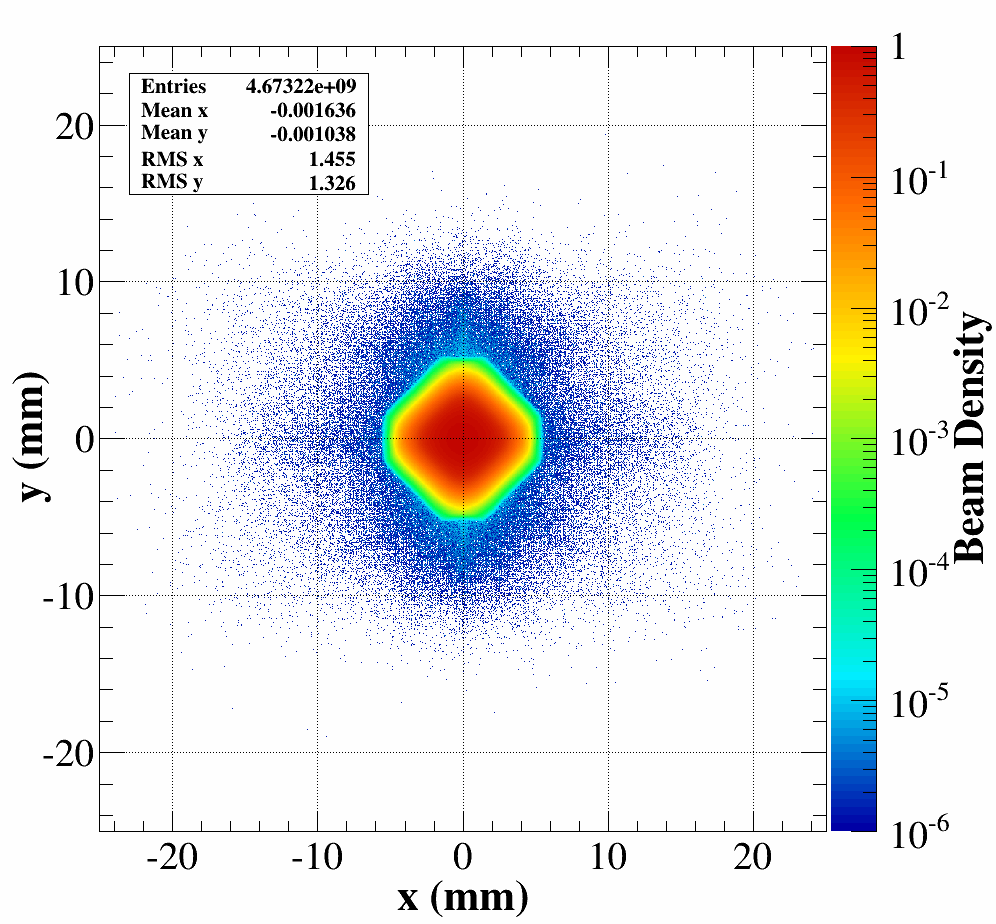 Entries 4.67322e+09
Mean x -0.001636
Mean y -0.001038
RMS x 1.455
RMS y 1.326
20
10
0
-10
-20
y (mm)
-20 -10 0 10 20
x (mm)
1
10-1
10-2
10-3
10-4
10-5
10-6
Beam Density